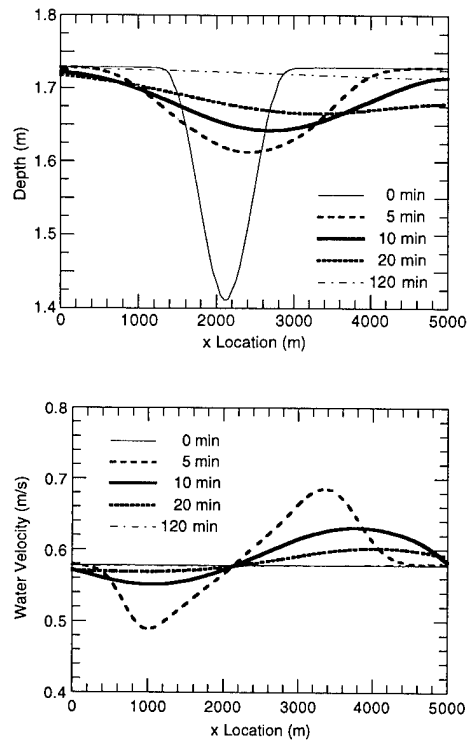 1.8
1.7
1.6
1.5
1.4
Depth (m)
0 min
5 min
10 min
20 min
120 min
0
1000
2000
3000
4000
5000
x Location (m)
0.8
0.7
0.6
0.5
0.4
Water Velocity (m/s)
0 min
5 min
10 min
20 min
120 min
0
1000
2000
3000
4000
5000
x Location (m)